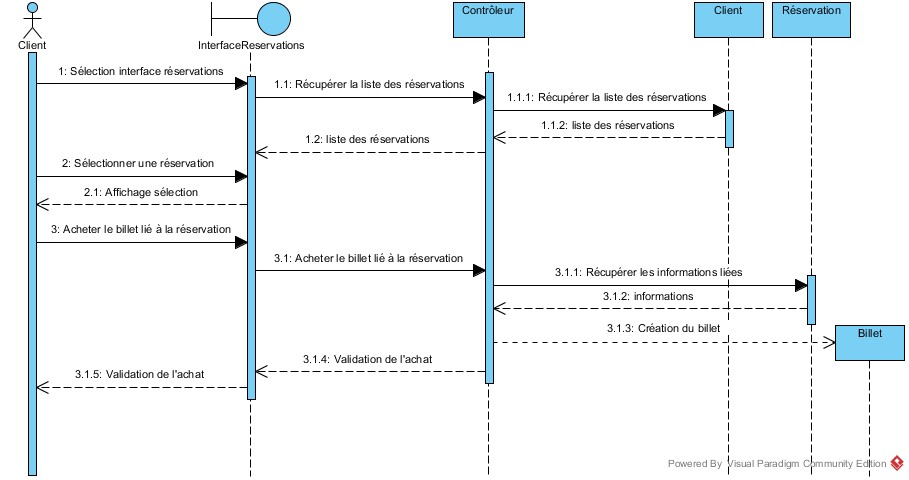 Contrôleur
Client
Réservation
Client
InterfaceReservations
1: Sélection interface réservations
1.1: Récupérer la liste des réservations
1.1.1: Récupérer la liste des réservations
1.1.2: liste des réservations
1.2: liste des réservations
2: Sélectionner une réservation
2.1: Affichage sélection
3: Acheter le billet lié à la réservation
3.1: Acheter le billet lié à la réservation
3.1.1: Récupérer les informations liées
3.1.2: informations
3.1.3: Création du billet
Billet
3.1.4: Validation de l'achat
3.1.5: Validation de l'achat
Powered By Visual Paradigm Community Edition